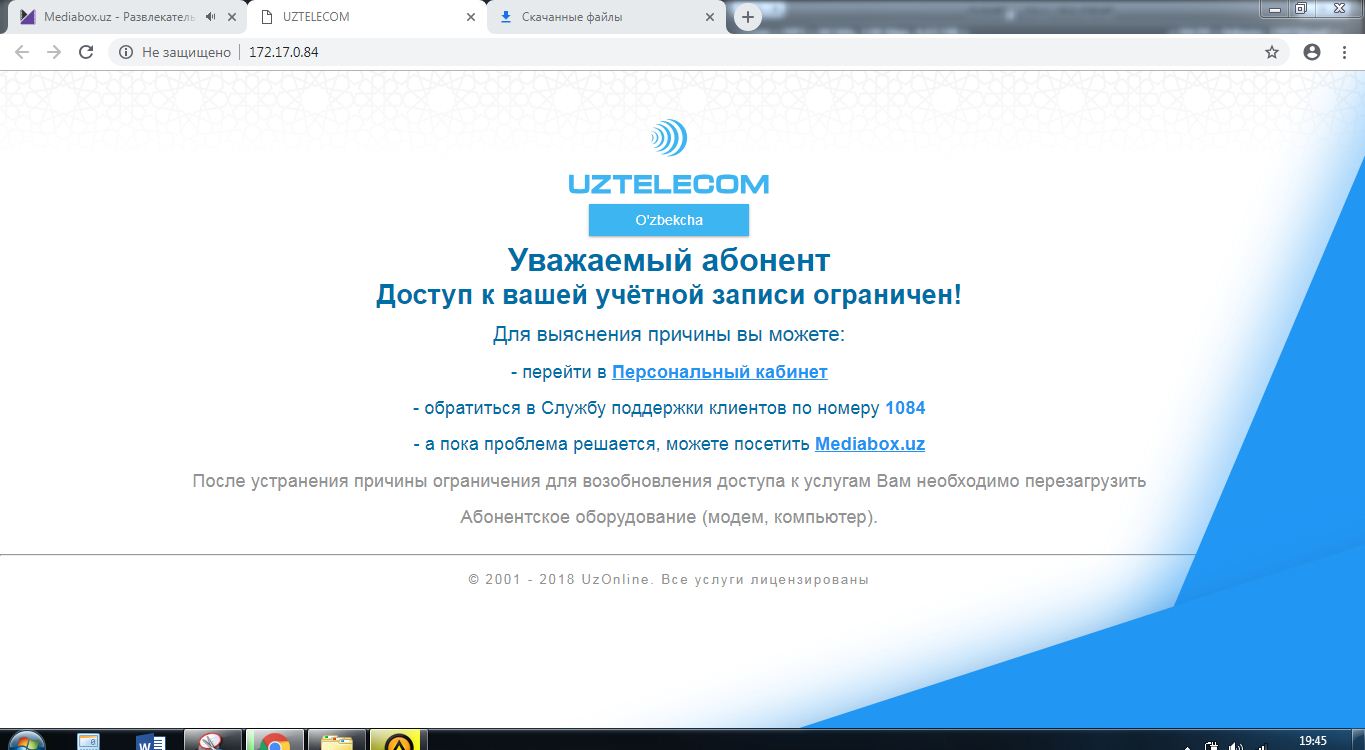 Mediabox.uz - Развлекатель
UZTELECOM
Скачанные файлы
Не защищено
172.17.0.84
UZTELECOM
O'zbekcha
Уважаемый абонент
Доступ к вашей учётной записи ограничен!
Для выяснения причины вы можете:
- перейти в Персональный кабинет
- обратиться в Службу поддержки клиентов по номеру 1084
- а пока проблема решается, можете посетить Mediabox.uz
После устранения причины ограничения для возобновления доступа к услугам Вам необходимо перезагрузить
Абонентское оборудование (модем, компьютер).
© 2001 - 2018 UzOnline. Все услуги лицензированы
19:45